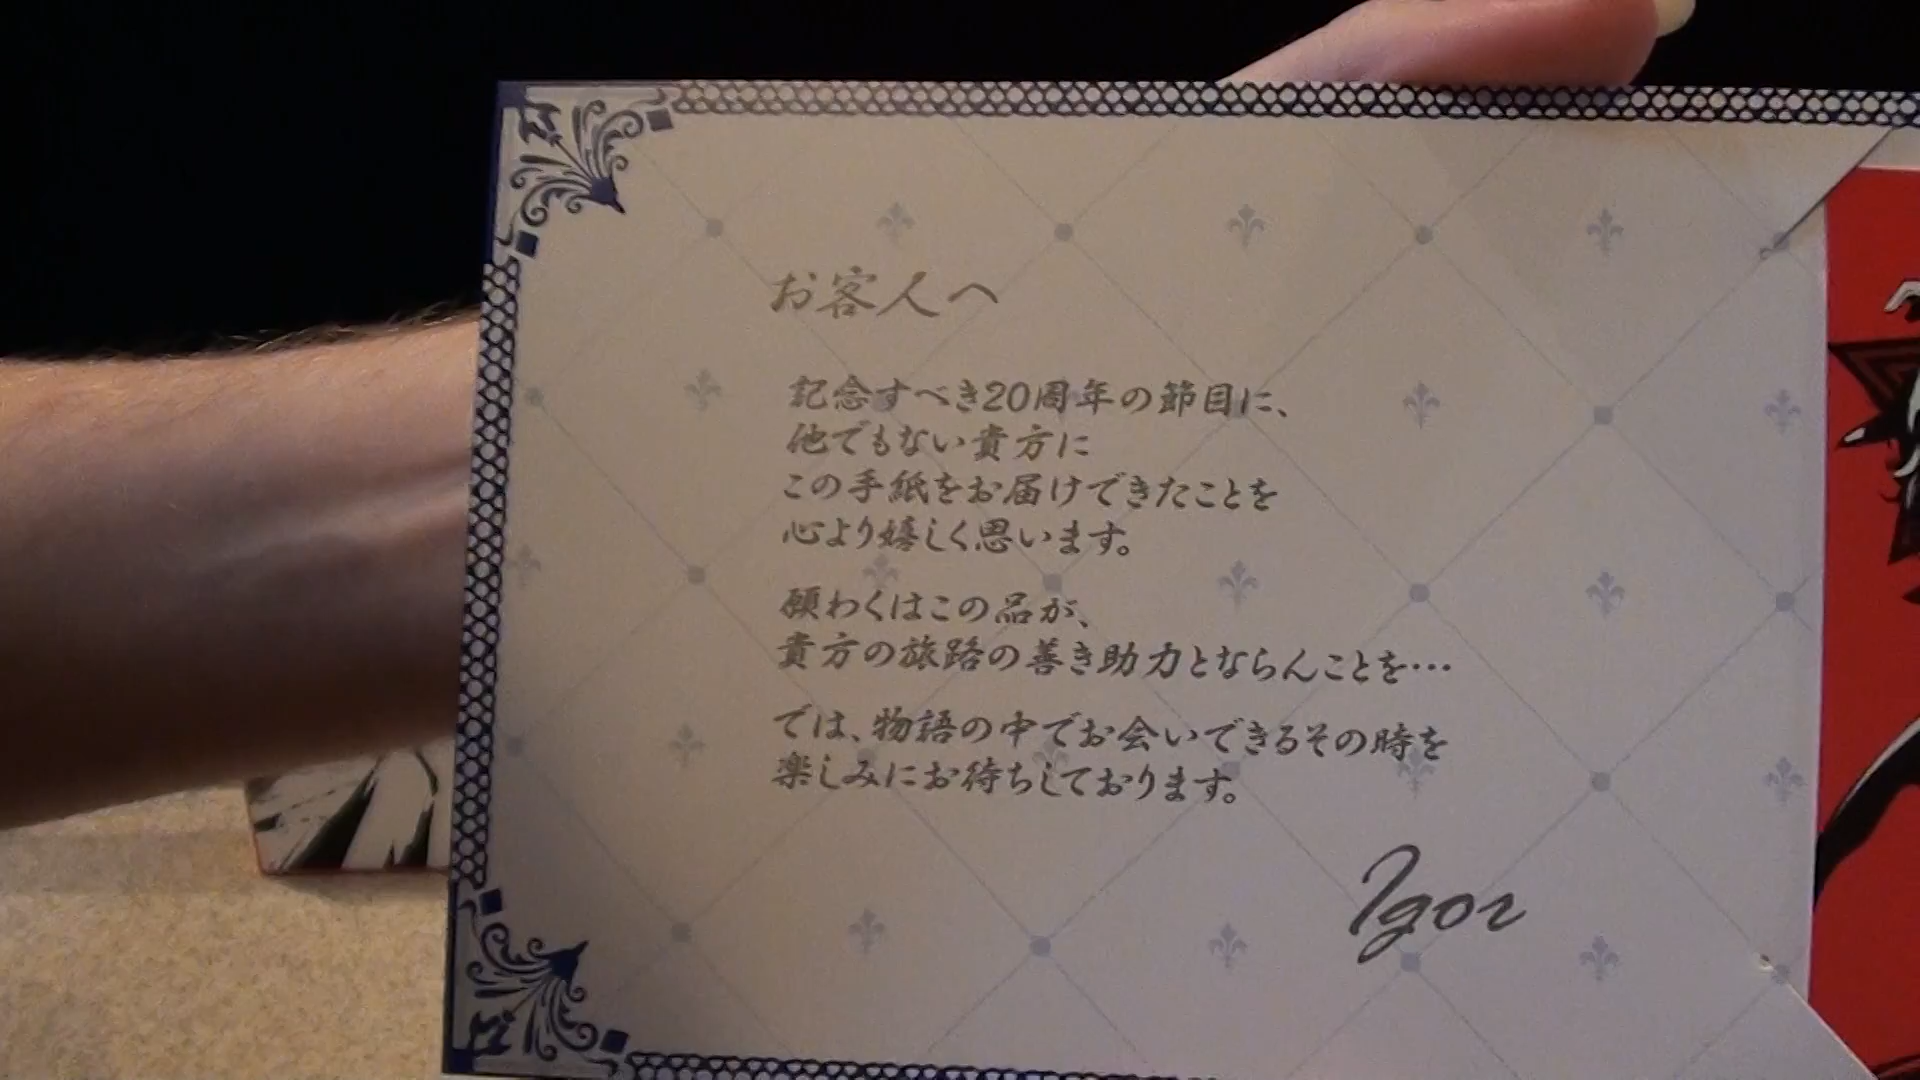 お客人へ
記念すべき20周年の節目に、
他でもない貴方に
この手紙をお届けできたことを
心より嬉しく思います。
願わくはこの品が、
貴方の旅路の善き助力とならんことを…
では、物語の中でお会いできるその時を
楽しみにお待ちしております。
Igor